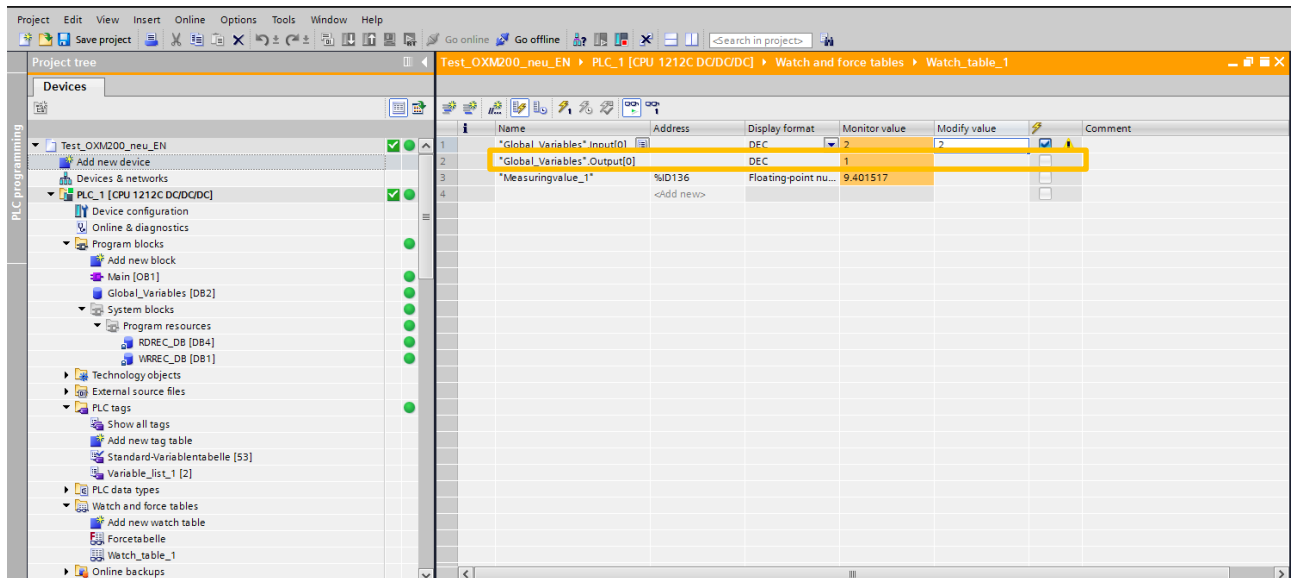 Project Edit View Insert Online Options Tools Window Help
Save project Go online Go offline <Search in project>
Project tree
Test_OXM200_neu_EN ▸ PLC_1 [CPU 1212C DC/DC/DC] ▸ Watch and force tables ▸ Watch_table_1
Devices
PLC programming
i Name Address Display format Monitor value Modify value Comment
1 "Global_Variables".Input[0] DEC 2 2
2 "Global_Variables".Output[0] DEC 1
3 "Measuringvalue_1" %ID136 Floating-point nu... 9.401517
4 <Add new>
Test_OXM200_neu_EN
Add new device
Devices & networks
PLC_1 [CPU 1212C DC/DC/DC]
Device configuration
Online & diagnostics
Program blocks
Add new block
Main [OB1]
Global_Variables [DB2]
System blocks
Program resources
RDREC_DB [DB4]
WRREC_DB [DB1]
Technology objects
External source files
PLC tags
Show all tags
Add new tag table
Standard-Variablentabelle [53]
Variable_list_1 [2]
PLC data types
Watch and force tables
Add new watch table
Forcetabelle
Watch_table_1
Online backups